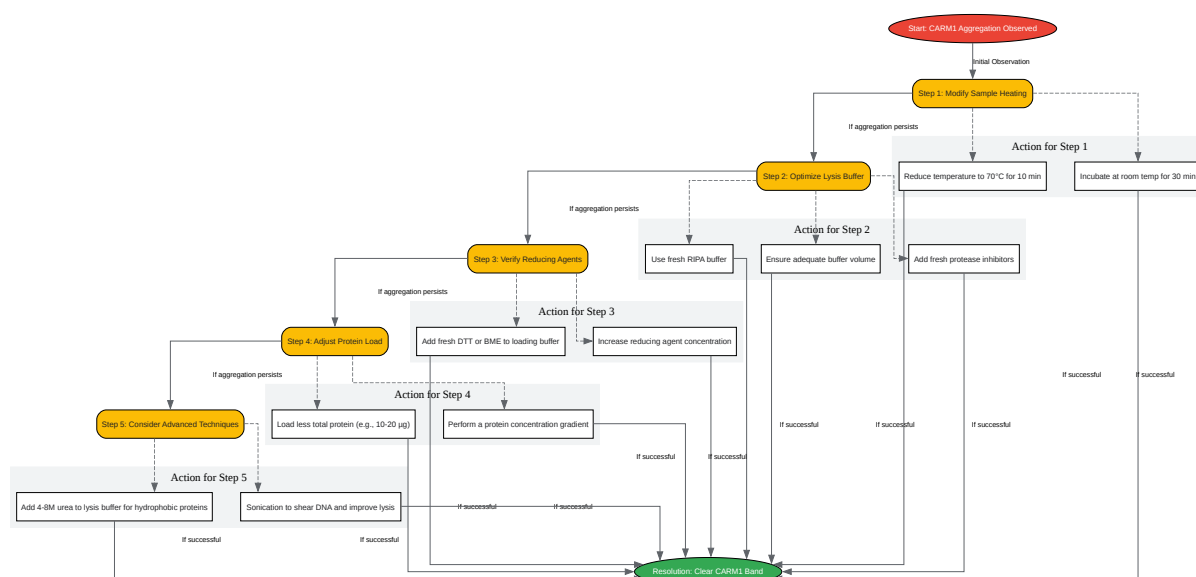 Start: CARM1 Aggregation Observed
Initial Observation
Step 1: Modify Sample Heating
If aggregation persists
Action for Step 1
Reduce temperature to 70°C for 10 min
Incubate at room temp for 30 min
Step 2: Optimize Lysis Buffer
If aggregation persists
Action for Step 2
Use fresh RIPA buffer
Ensure adequate buffer volume
Add fresh protease inhibitors
Step 3: Verify Reducing Agents
If aggregation persists
Action for Step 3
Add fresh DTT or BME to loading buffer
Increase reducing agent concentration
Step 4: Adjust Protein Load
If aggregation persists
If successful
If successful
Action for Step 4
Load less total protein (e.g., 10-20 µg)
Perform a protein concentration gradient
Step 5: Consider Advanced Techniques
If successful
If successful
If successful
If successful
If successful
Action for Step 5
Add 4-8M urea to lysis buffer for hydrophobic proteins
Sonication to shear DNA and improve lysis
If successful
If successful
If successful
If successful
Resolution: Clear CARM1 Band